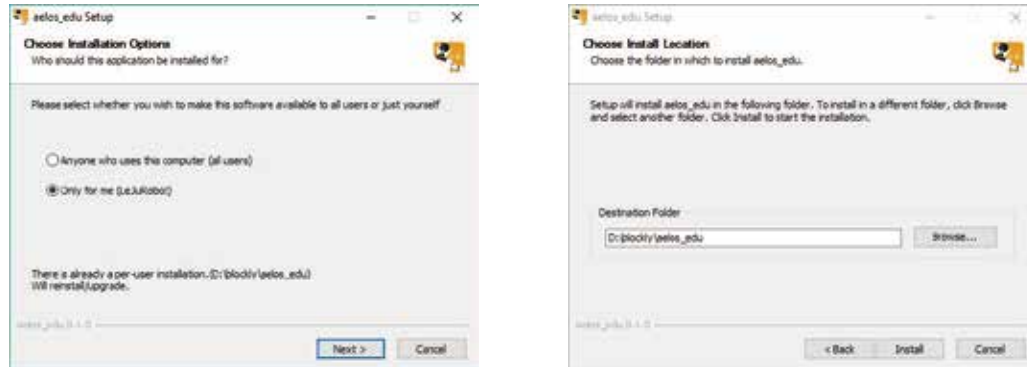 aelos_edu Setup
Choose Installation Options
Who should this application be installed for?
Please select whether you wish to make this software available to all users or just yourself
Anyone who uses this computer (all users)
Only for me (LeJuRobot)
There is already a per-user installation. (D:\blockly\aelos_edu)
Will reinstall/upgrade.
aelos_edu 0.1.0
Next >
Cancel
aelos_edu Setup
Choose Install Location
Choose the folder in which to install aelos_edu.
Setup will install aelos_edu in the following folder. To install in a different folder, click Browse
and select another folder. Click Install to start the installation.
Destination Folder
D:\blockly\aelos_edu
Browse...
< Back
Install
Cancel